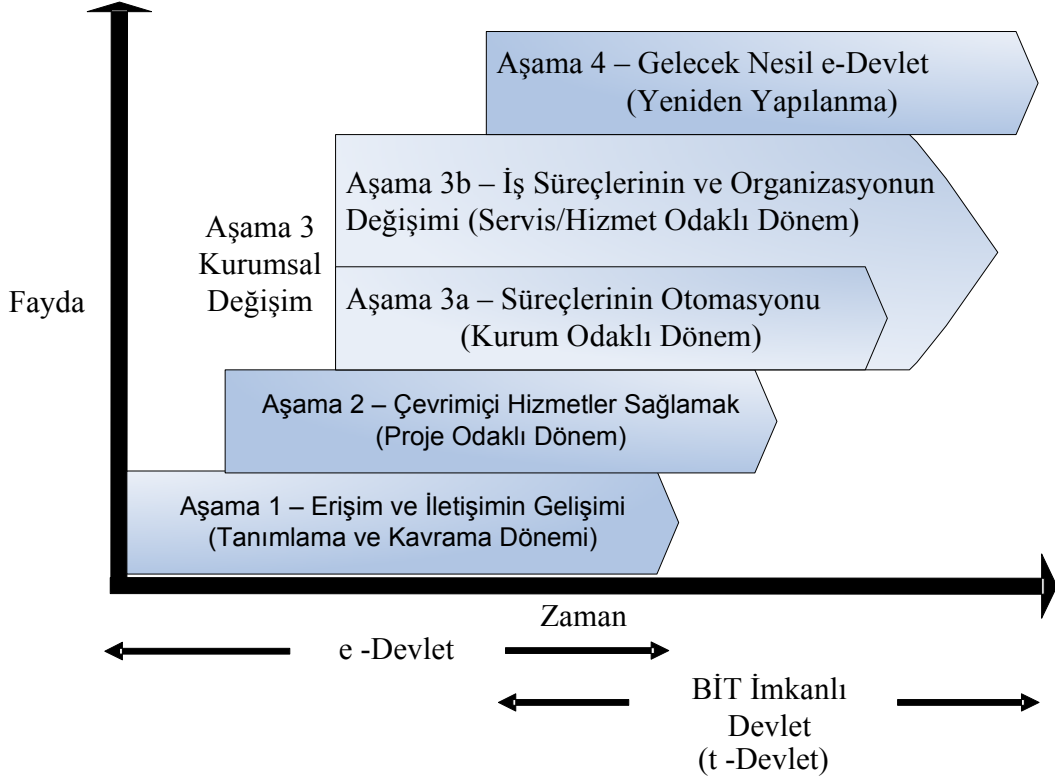 Aşama 4 – Gelecek Nesil e-Devlet
(Yeniden Yapılanma)
Aşama 3b – İş Süreçlerinin ve Organizasyonun
Değişimi (Servis/Hizmet Odaklı Dönem)
Aşama 3
Kurumsal
Değişim
Aşama 3a – Süreçlerinin Otomasyonu
(Kurum Odaklı Dönem)
Fayda
Aşama 2 – Çevrimiçi Hizmetler Sağlamak
(Proje Odaklı Dönem)
Aşama 1 – Erişim ve İletişimin Gelişimi
(Tanımlama ve Kavrama Dönemi)
Zaman
e -Devlet
BİT İmkanlı
Devlet
(t -Devlet)